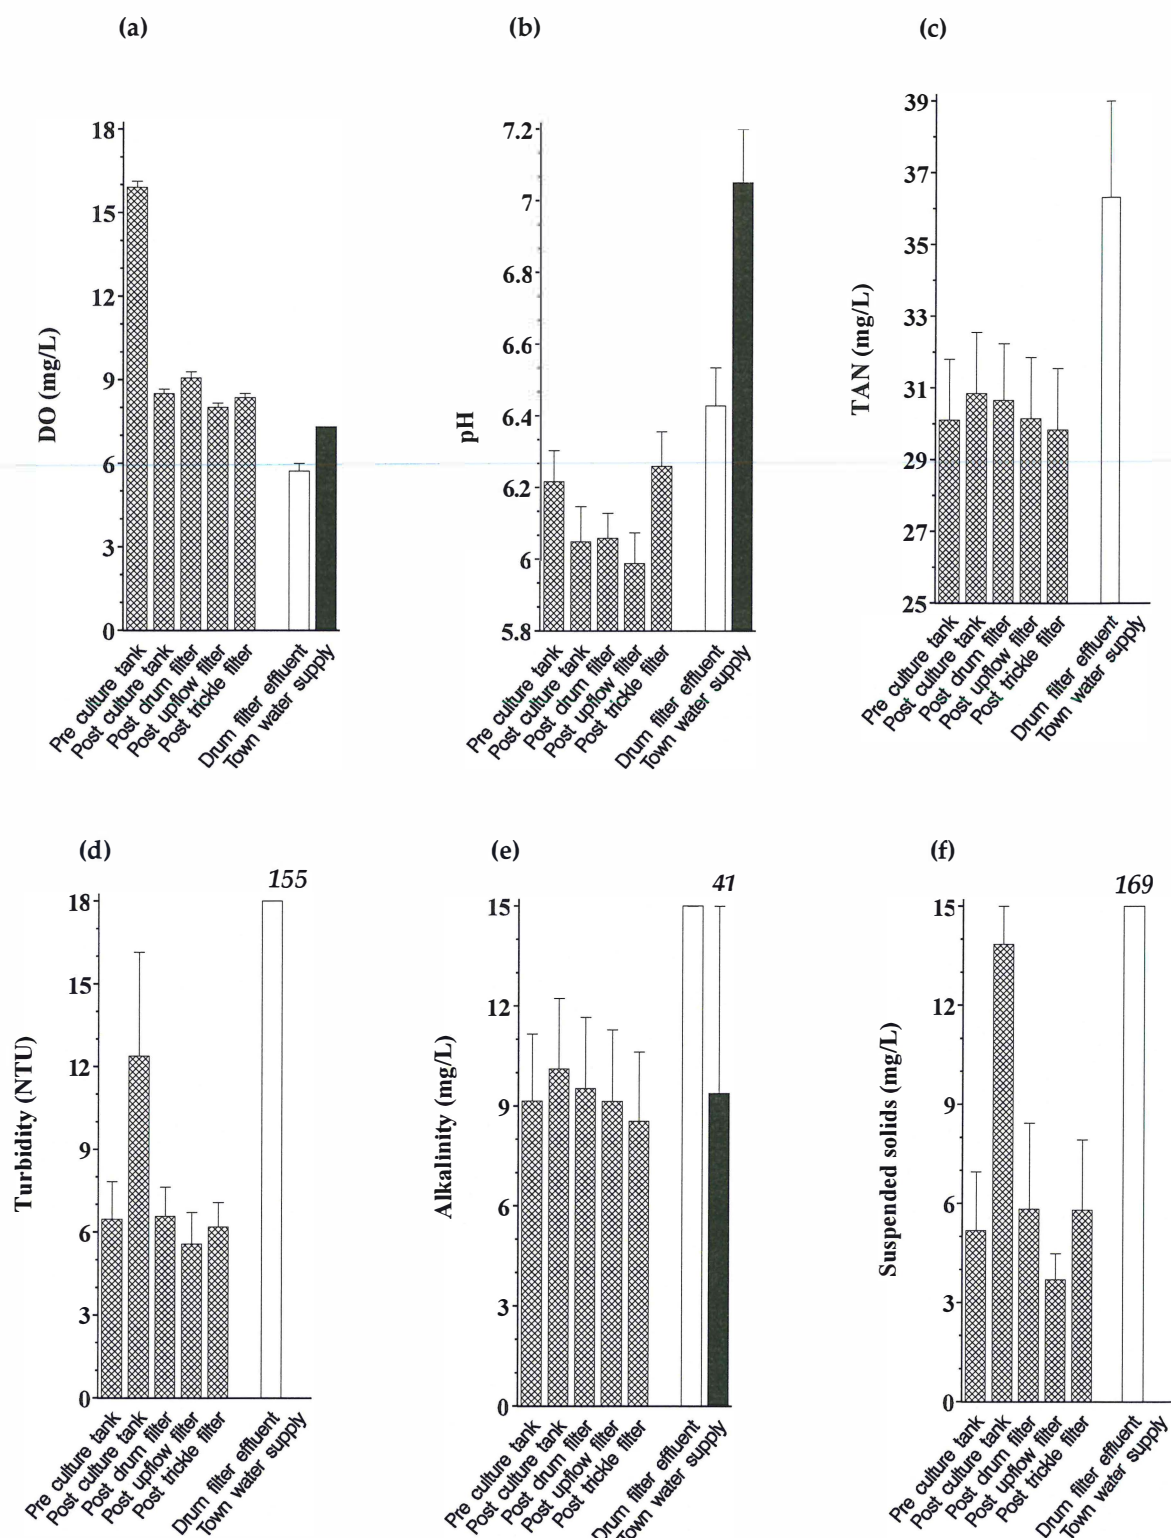 (a)
18
15
12
9
6
3
0
DO (mg/L)
Pre culture tank
Post culture tank
Post drum filter
Post upflow filter
Post trickle filter
Drum filter effluent
Town water supply
(b)
7.2
7
6.8
6.6
6.4
6.2
6
5.8
pH
Pre culture tank
Post culture tank
Post drum filter
Post upflow filter
Post trickle filter
Drum filter effluent
Town water supply
(c)
39
37
35
33
31
29
27
25
TAN (mg/L)
Pre culture tank
Post culture tank
Post drum filter
Post upflow filter
Post trickle filter
Drum filter effluent
Town water supply
(d)
155
18
15
12
9
6
3
0
Turbidity (NTU)
Pre culture tank
Post culture tank
Post drum filter
Post upflow filter
Post trickle filter
Drum filter effluent
Town water supply
(e)
41
15
12
9
6
3
0
Alkalinity (mg/L)
Pre culture tank
Post culture tank
Post drum filter
Post upflow filter
Post trickle filter
Drum filter effluent
Town water supply
(f)
169
15
12
9
6
3
0
Suspended solids (mg/L)
Pre culture tank
Post culture tank
Post drum filter
Post upflow filter
Post trickle filter
Drum filter effluent
Town water supply